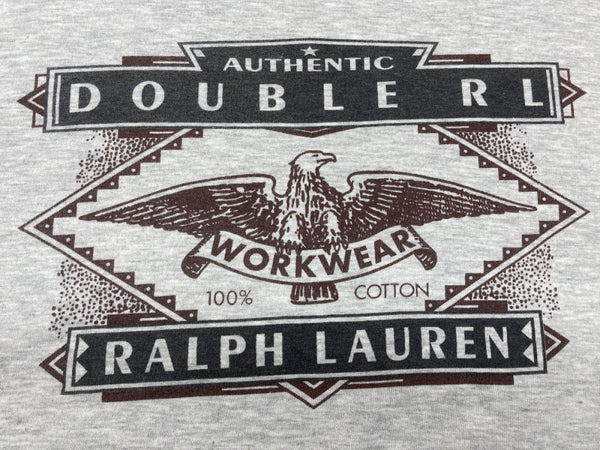 AUTHENTIC
DOUBLE RL
WORKWEAR
100% COTTON
RALPH LAUREN